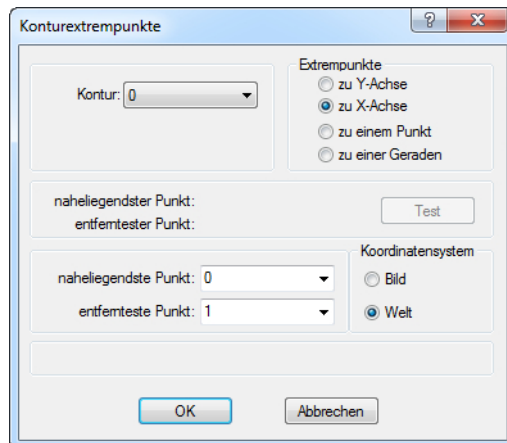 Konturextrempunkte
Kontur: 0
Extrempunkte
zu Y-Achse
zu X-Achse
zu einem Punkt
zu einer Geraden
naheliegendster Punkt:
entferntester Punkt:
Test
naheliegendste Punkt: 0
entfernteste Punkt: 1
Koordinatensystem
Bild
Welt
OK
Abbrechen